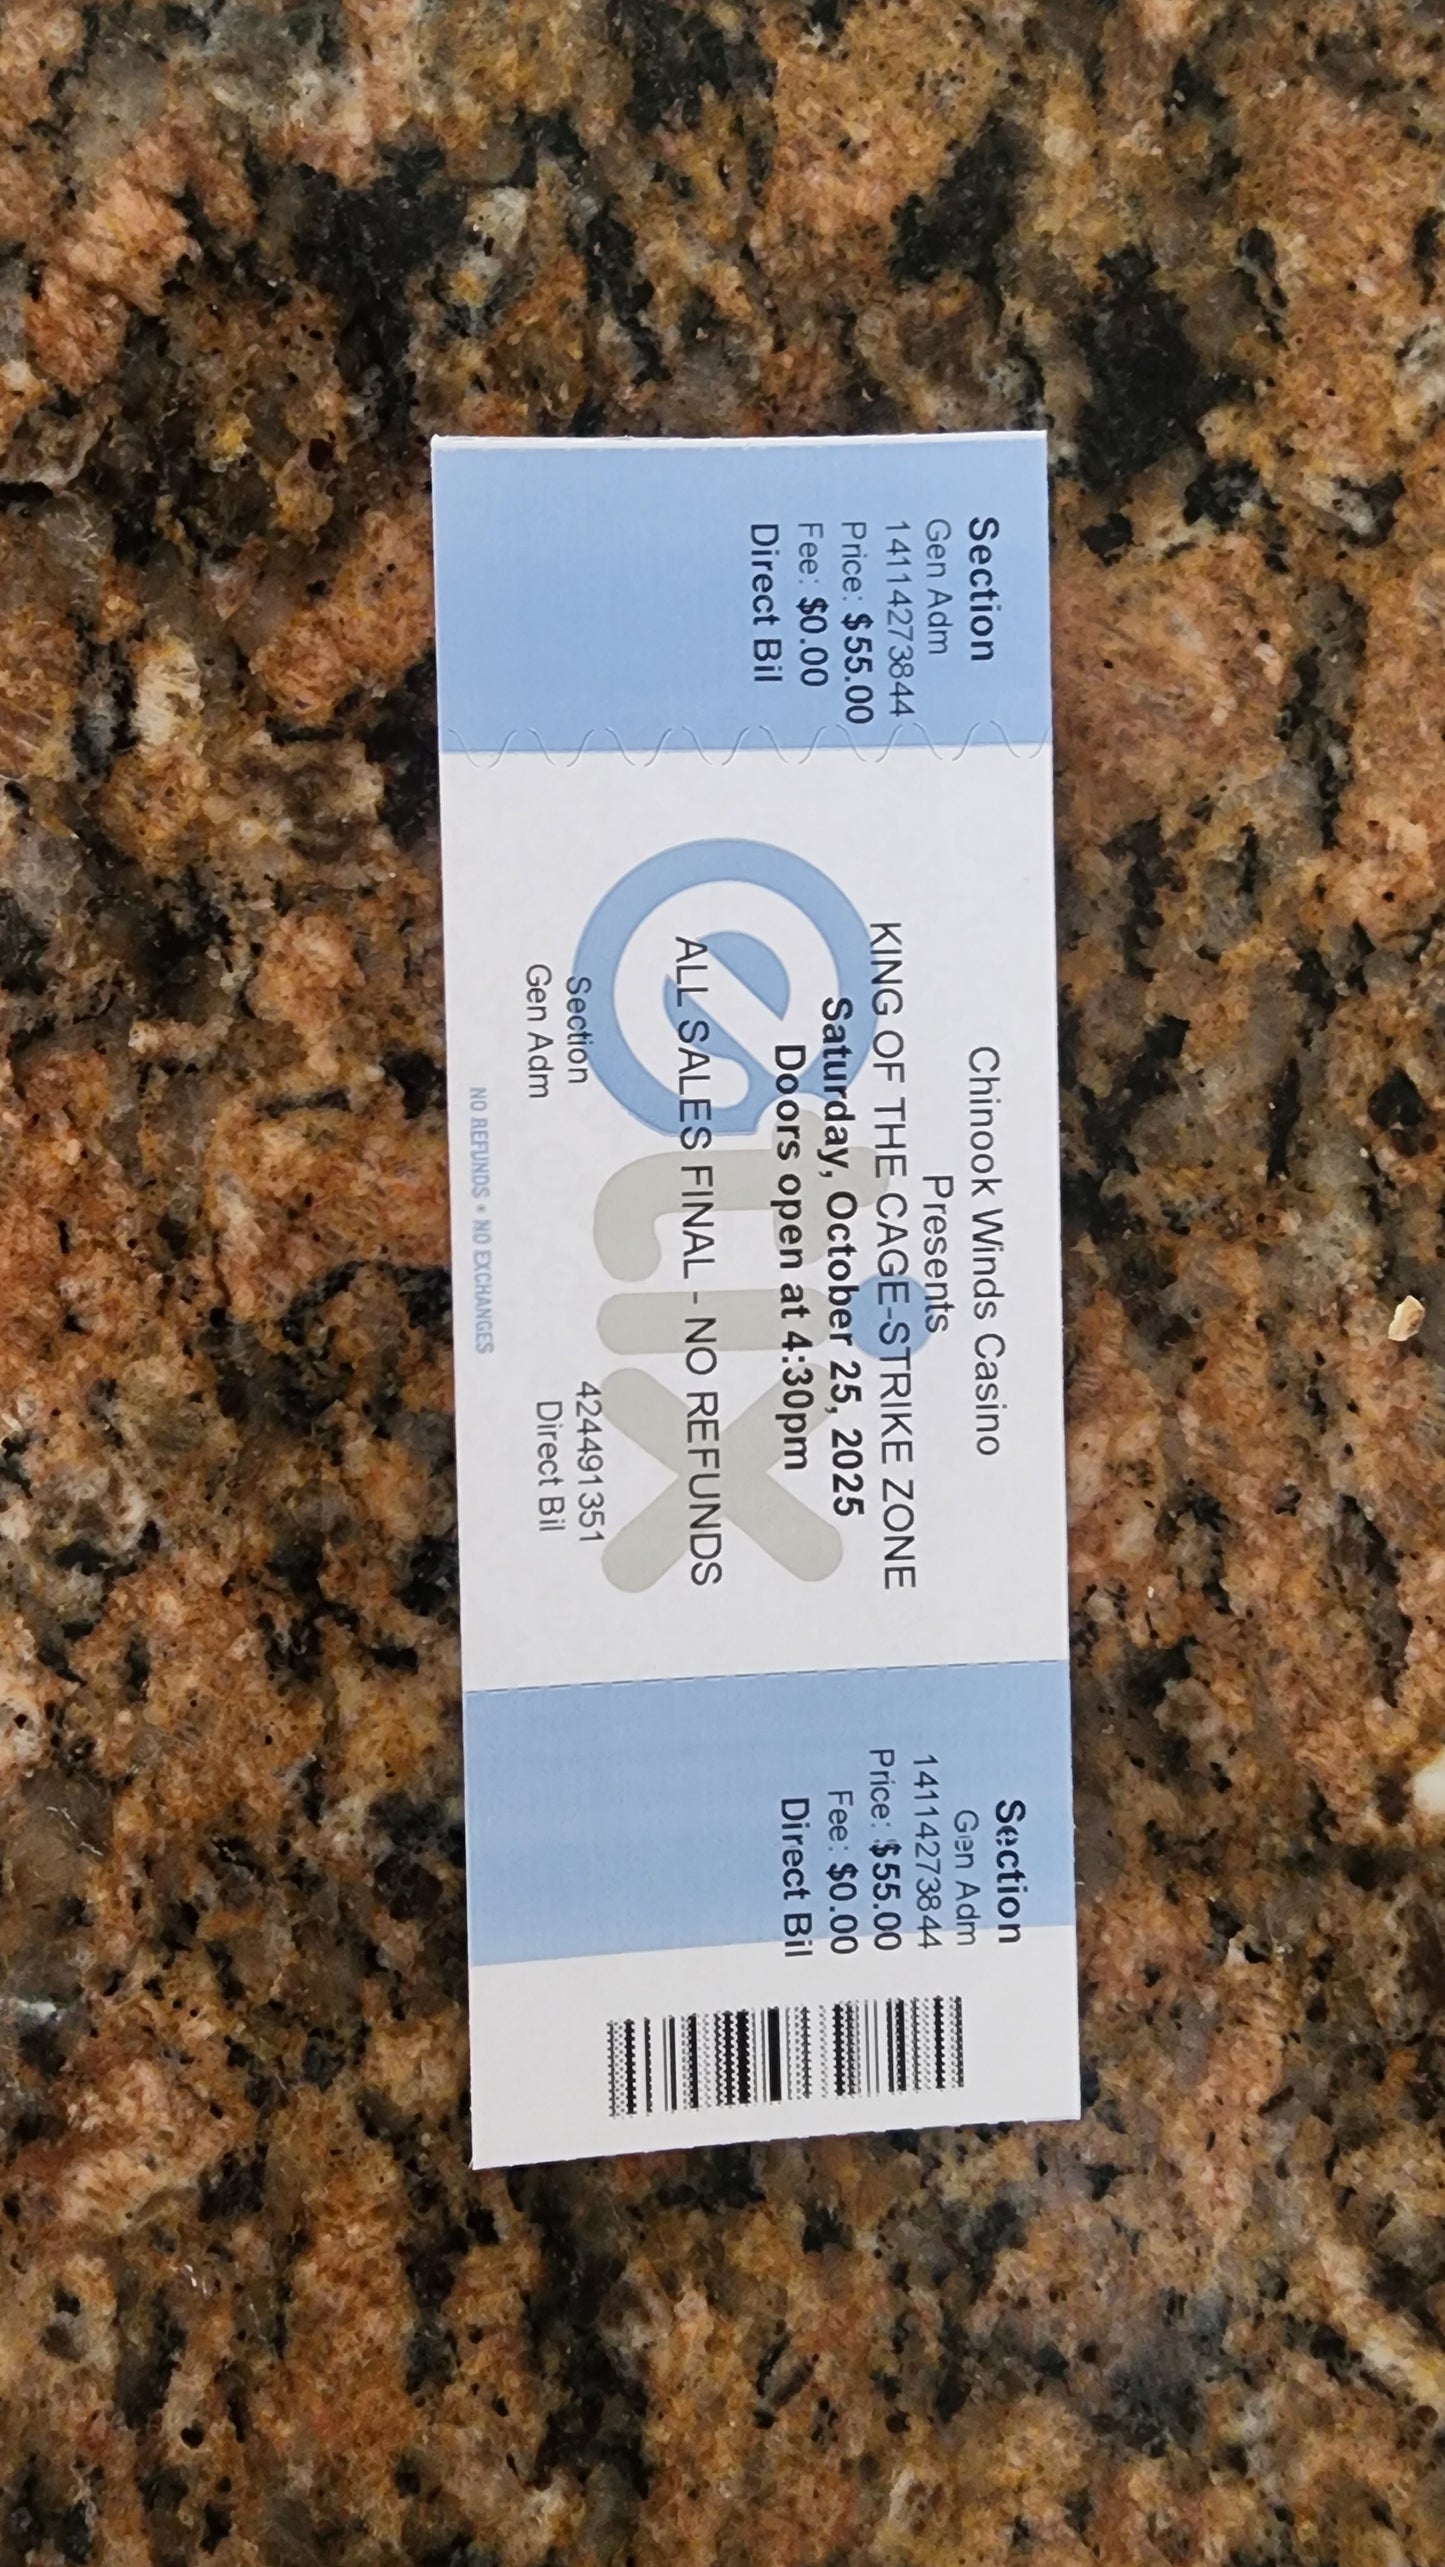 Section
Gen Adm
1411427​3844
Price: $55.00
Fee: $0.00
Direct Bil
Chinook Winds Casino
Presents
KING OF THE CAGE-STRIKE ZONE
Saturday, October 25, 2025
Doors open at 4:30pm
ALL SALES FINAL - NO REFUNDS
Section
Gen Adm
424491351
Direct Bil
NO REFUNDS • NO EXCHANGES
etix
Section
Gen Adm
14114273844
Price: $55.00
Fee: $0.00
Direct Bil